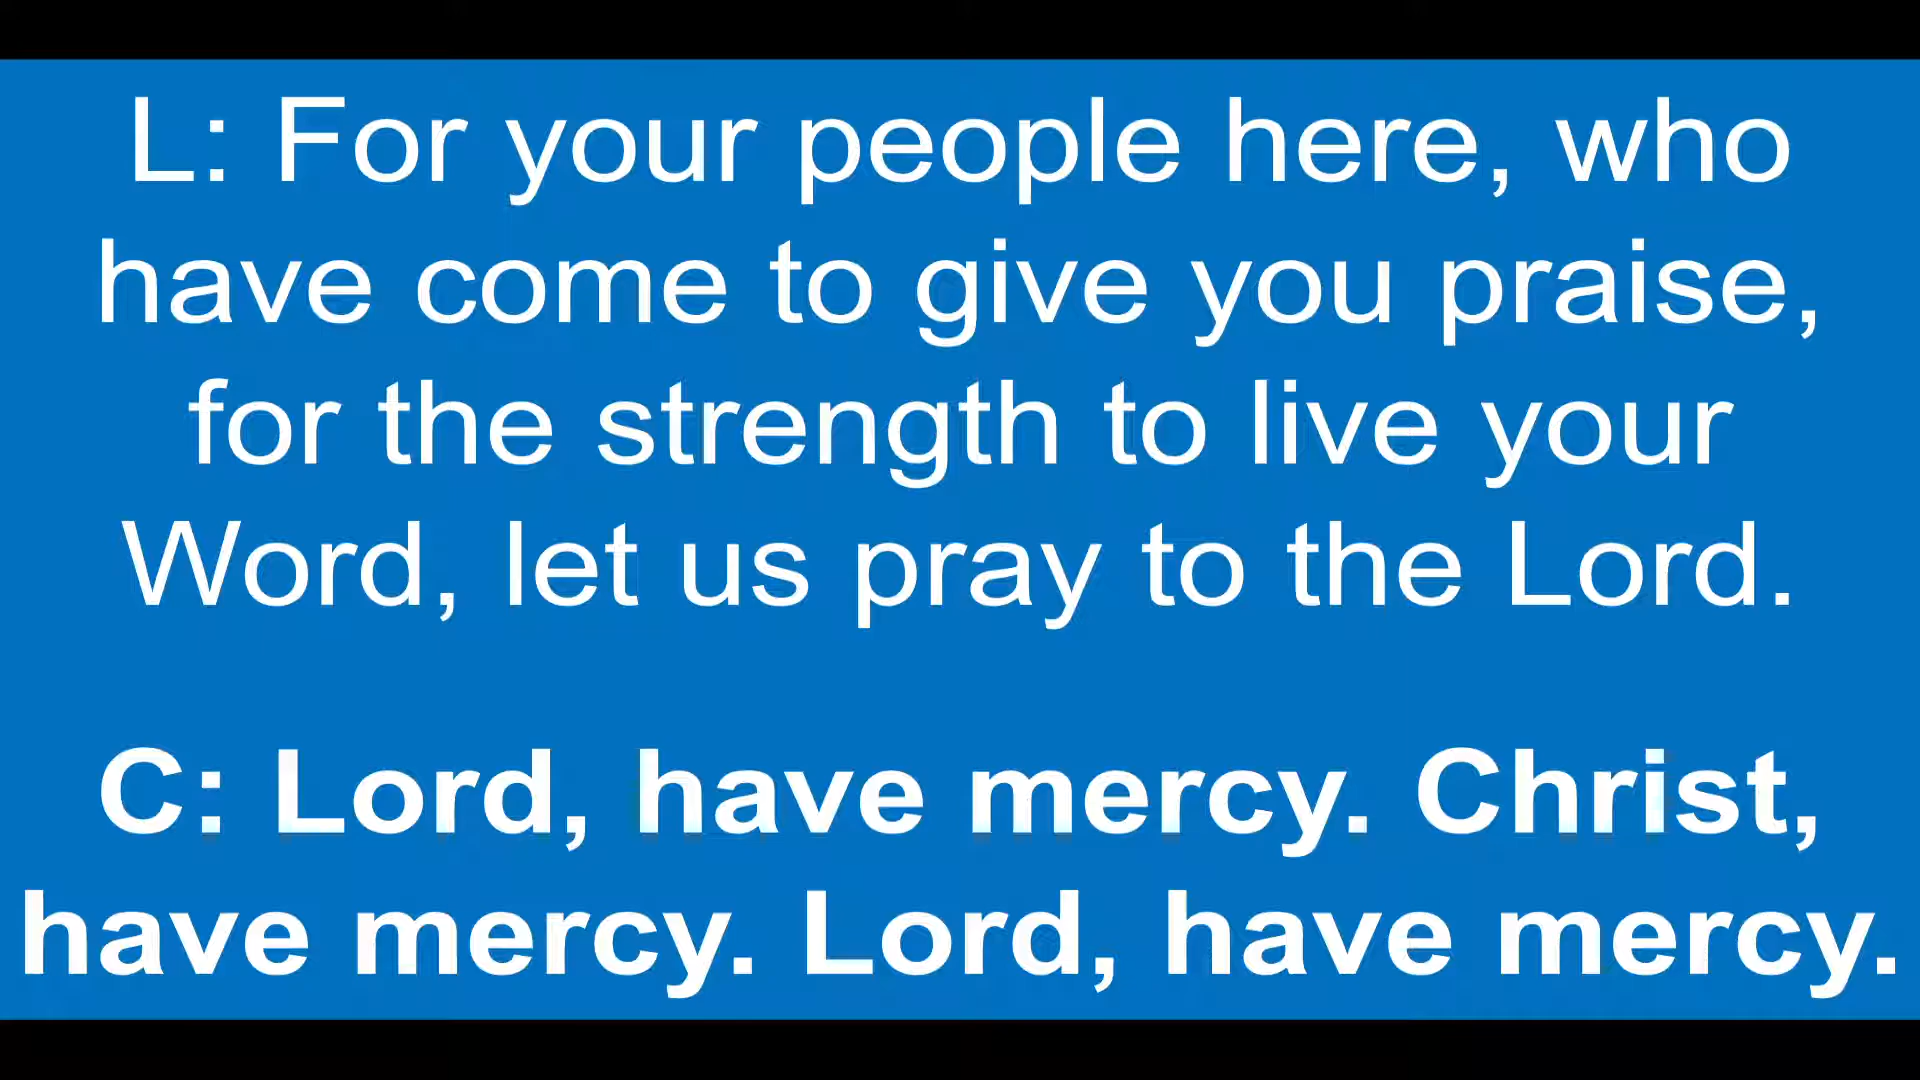 L: For your people here, who
have come to give you praise,
for the strength to live your
Word, let us pray to the Lord.
C: Lord, have mercy. Christ,
have mercy. Lord, have mercy.